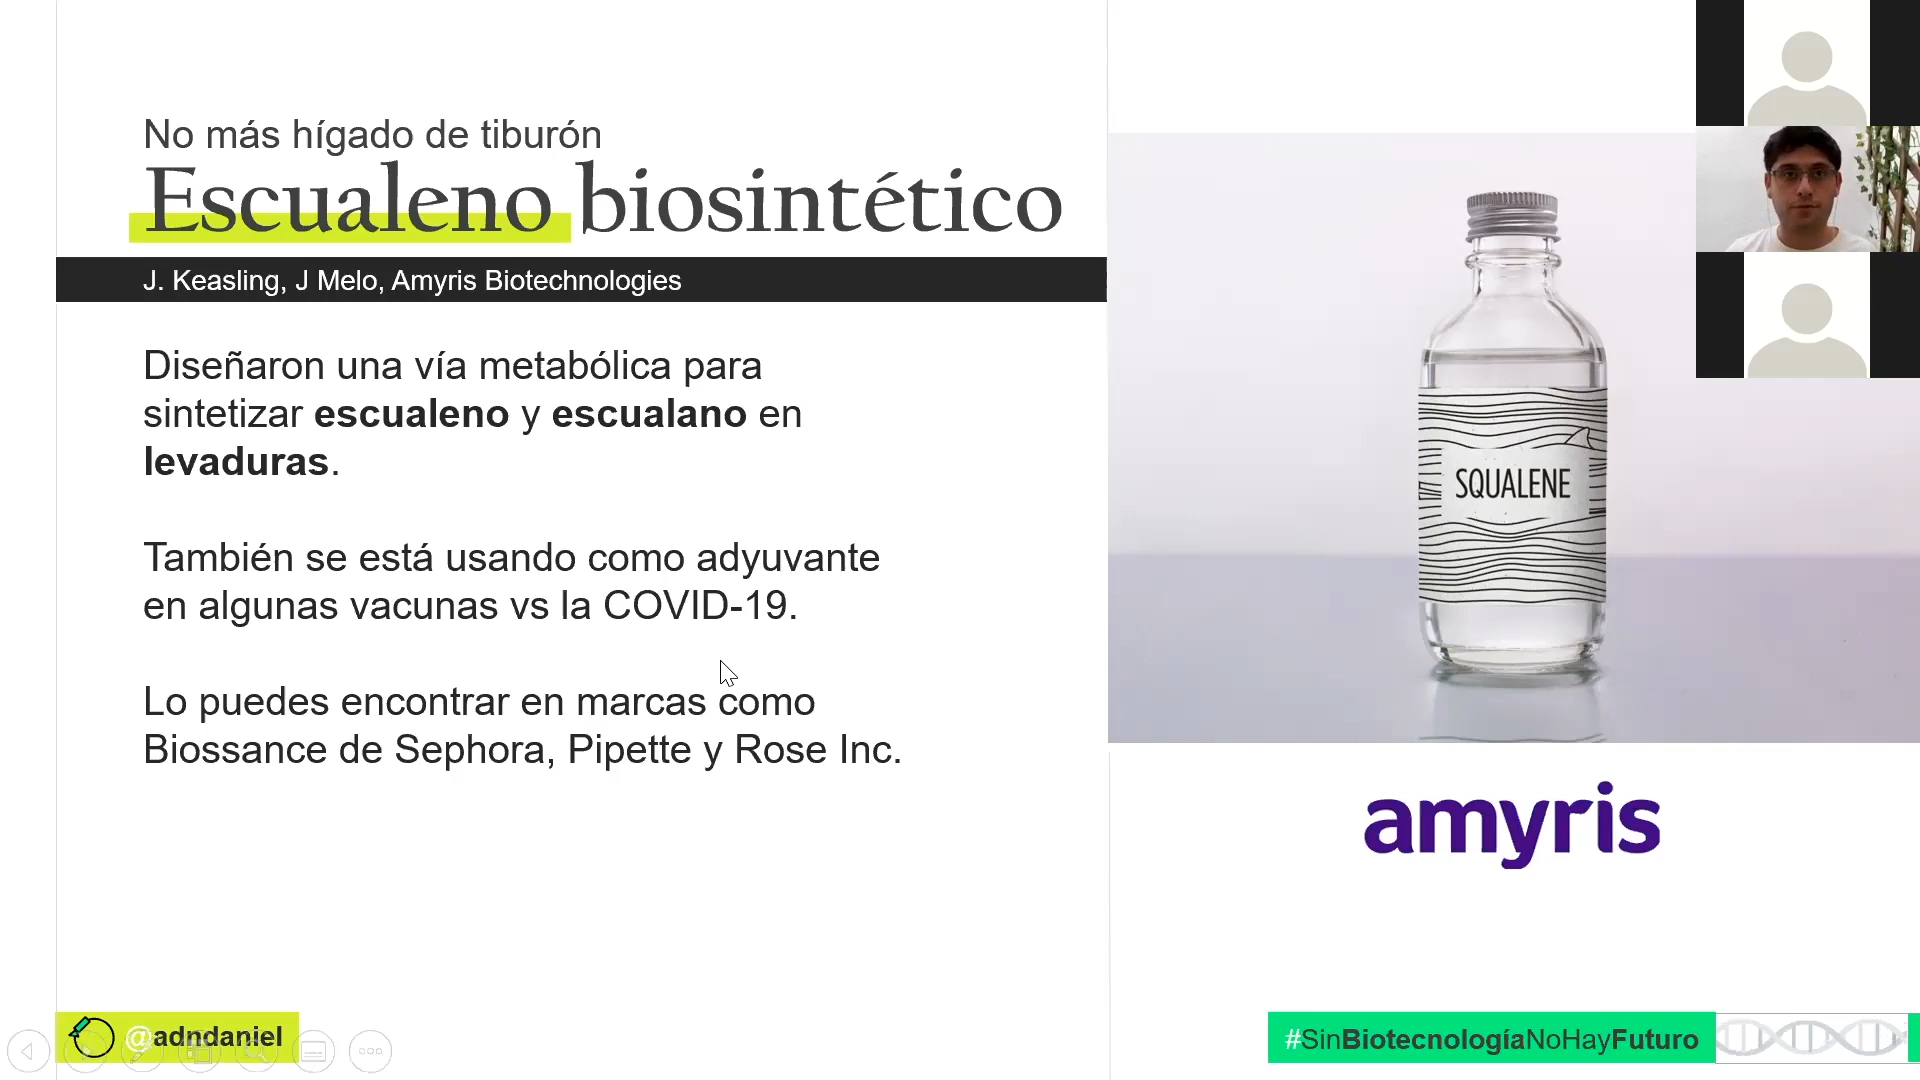 No más hígado de tiburón
Escualeno biosintético
J. Keasling, J Melo, Amyris Biotechnologies
Diseñaron una vía metabólica para
sintetizar escualeno y escualano en
levaduras.
También se está usando como adyuvante
en algunas vacunas vs la COVID-19.
Lo puedes encontrar en marcas como
Biossance de Sephora, Pipette y Rose Inc.
SQUALENE
amyris
@adndaniel
#SinBiotecnologíaNoHayFuturo